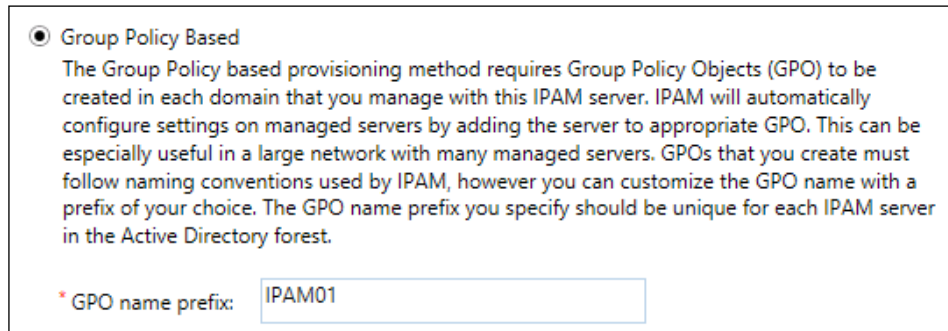 Group Policy Based
The Group Policy based provisioning method requires Group Policy Objects (GPO) to be
created in each domain that you manage with this IPAM server. IPAM will automatically
configure settings on managed servers by adding the server to appropriate GPO. This can be
especially useful in a large network with many managed servers. GPOs that you create must
follow naming conventions used by IPAM, however you can customize the GPO name with a
prefix of your choice. The GPO name prefix you specify should be unique for each IPAM server
in the Active Directory forest.
* GPO name prefix: IPAM01